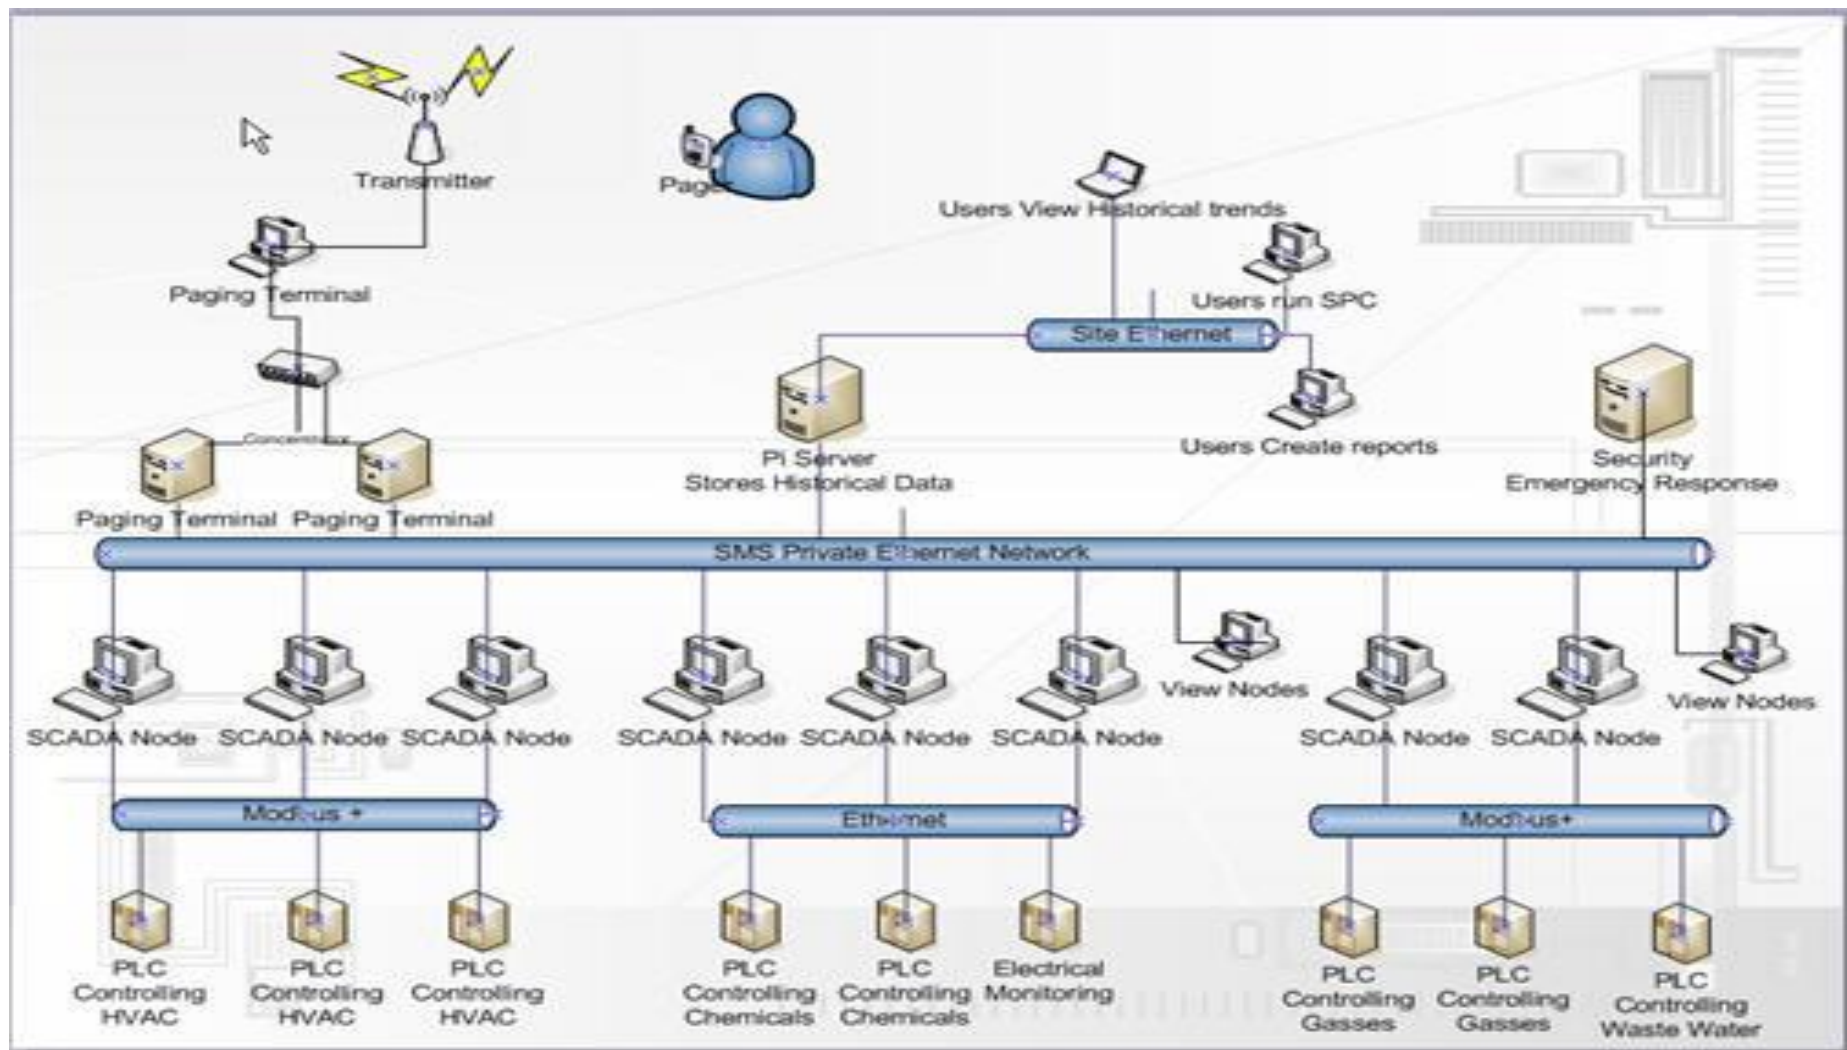 Transmitter
Page
Users View Historical trends
Paging Terminal
Users run SPC
Site Ethernet
Users Create reports
Pi Server
Stores Historical Data
Security
Emergency Response
Paging Terminal
Paging Terminal
SMS Private Ethernet Network
View Nodes
View Nodes
SCADA Node
SCADA Node
SCADA Node
SCADA Node
SCADA Node
SCADA Node
SCADA Node
SCADA Node
Modbus +
Ethernet
Modbus+
PLC
Controlling
HVAC
PLC
Controlling
HVAC
PLC
Controlling
HVAC
PLC
Controlling
Chemicals
PLC
Controlling
Chemicals
Electrical
Monitoring
PLC
Controlling
Gasses
PLC
Controlling
Gasses
PLC
Controlling
Waste Water